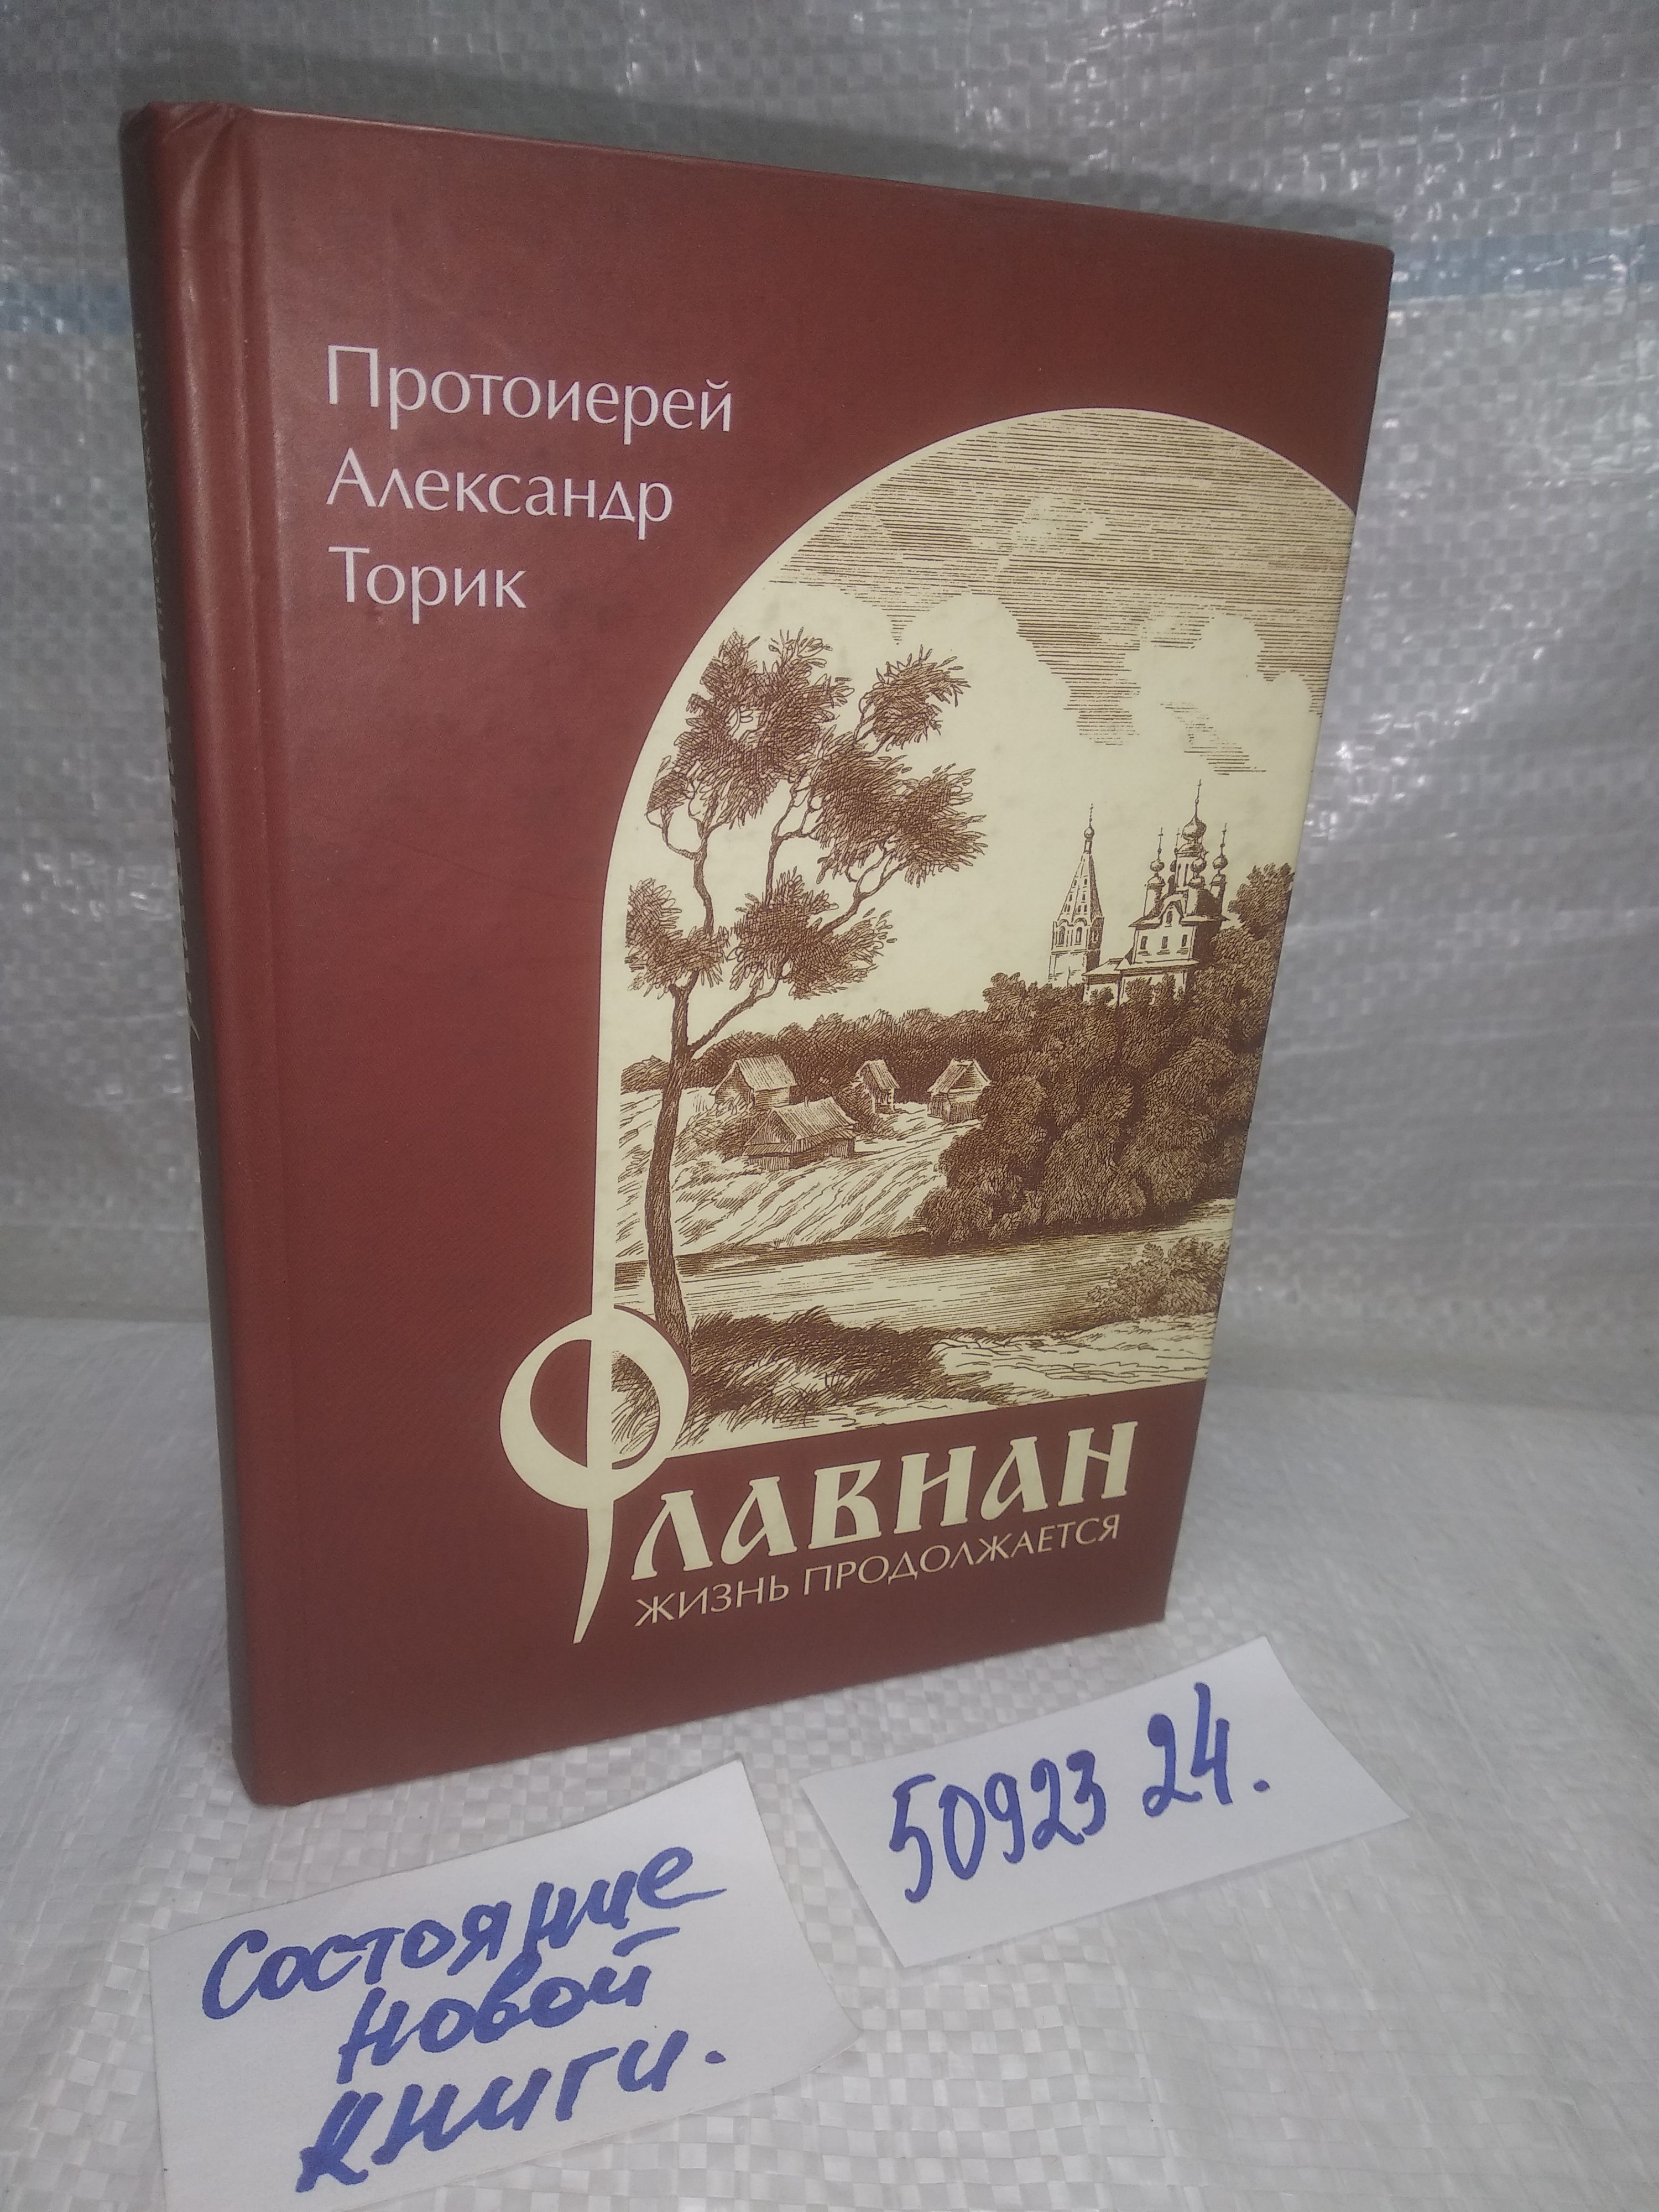 Протоиерей
Александр
Торик
ФЛАВИАН
ЖИЗНЬ ПРОДОЛЖАЕТСЯ
50923 24.
Состояние
новой
книги.